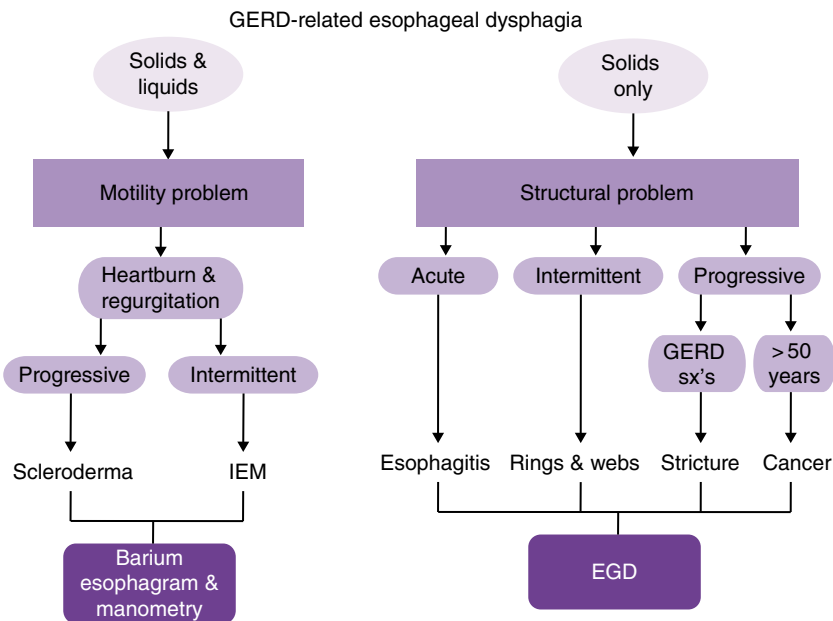 GERD-related esophageal dysphagia
Solids &
liquids
Motility problem
Heartburn &
regurgitation
Progressive
Intermittent
Scleroderma
IEM
Barium
esophagram &
manometry
Solids
only
Structural problem
Acute
Intermittent
Progressive
GERD
sx's
> 50
years
Esophagitis
Rings & webs
Stricture
Cancer
EGD